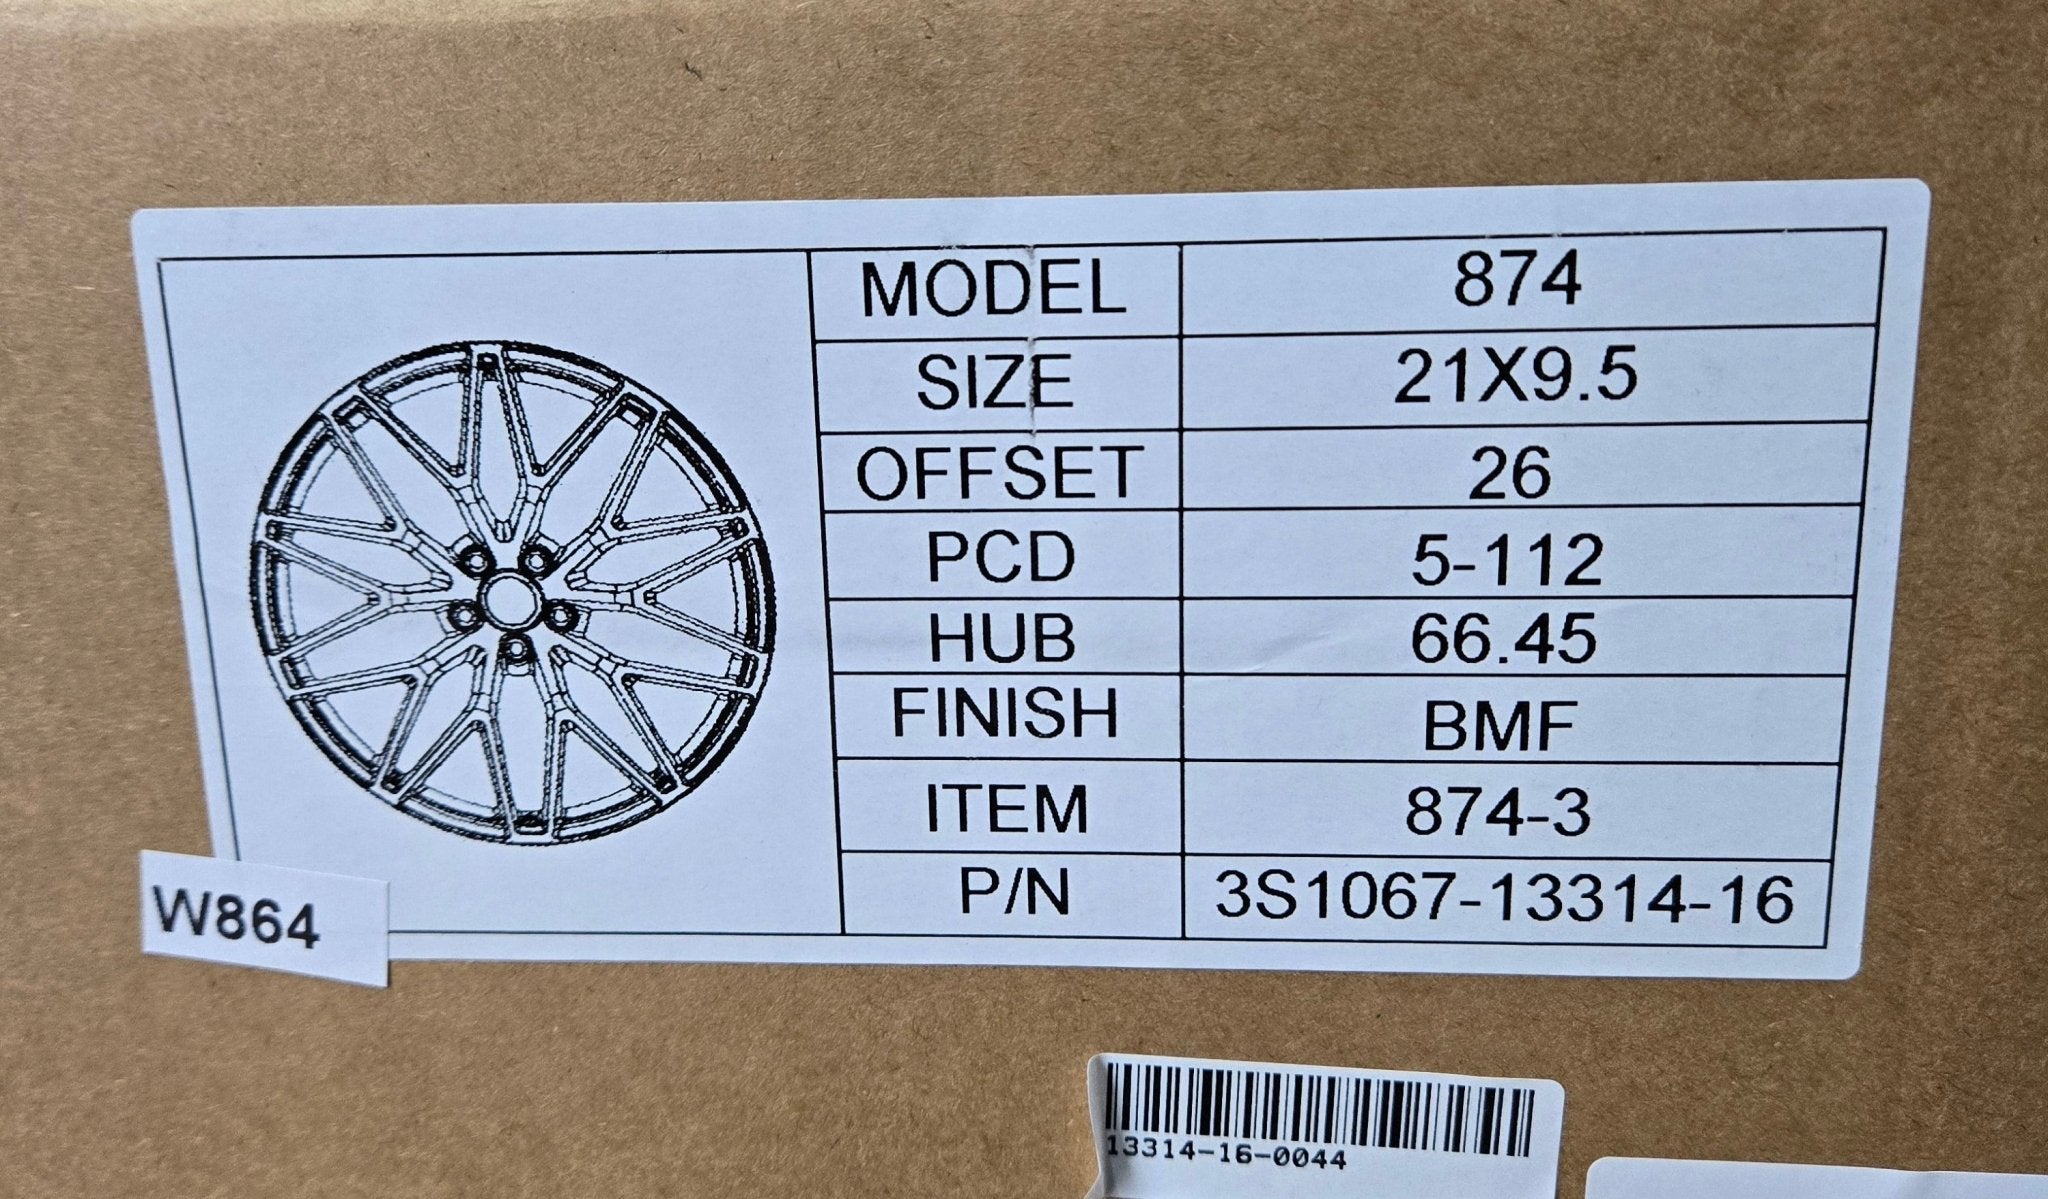 MODEL 874
SIZE 21X9.5
OFFSET 26
PCD 5-112
HUB 66.45
FINISH BMF
ITEM 874-3
P/N 3S1067-13314-16
W864
13314-16-0044